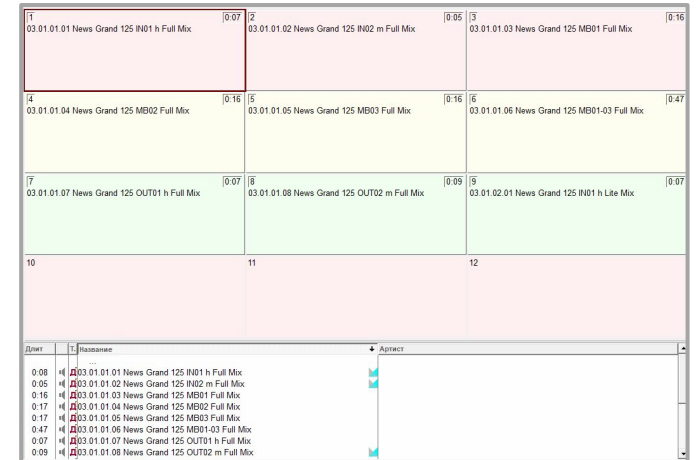 1 0:07 2 0:05 3 0:16
03.01.01.01 News Grand 125 IN01 h Full Mix 03.01.01.02 News Grand 125 IN02 m Full Mix 03.01.01.03 News Grand 125 MB01 Full Mix
4 0:16 5 0:16 6 0:47
03.01.01.04 News Grand 125 MB02 Full Mix 03.01.01.05 News Grand 125 MB03 Full Mix 03.01.01.06 News Grand 125 MB01-03 Full Mix
7 0:07 8 0:09 9 0:07
03.01.01.07 News Grand 125 OUT01 h Full Mix 03.01.01.08 News Grand 125 OUT02 m Full Mix 03.01.02.01 News Grand 125 IN01 h Lite Mix
10 11 12
Длит Т. Название Артист
...
0:08 Д 03.01.01.01 News Grand 125 IN01 h Full Mix
0:05 Д 03.01.01.02 News Grand 125 IN02 m Full Mix
0:16 Д 03.01.01.03 News Grand 125 MB01 Full Mix
0:17 Д 03.01.01.04 News Grand 125 MB02 Full Mix
0:17 Д 03.01.01.05 News Grand 125 MB03 Full Mix
0:47 Д 03.01.01.06 News Grand 125 MB01-03 Full Mix
0:07 Д 03.01.01.07 News Grand 125 OUT01 h Full Mix
0:09 Д 03.01.01.08 News Grand 125 OUT02 m Full Mix